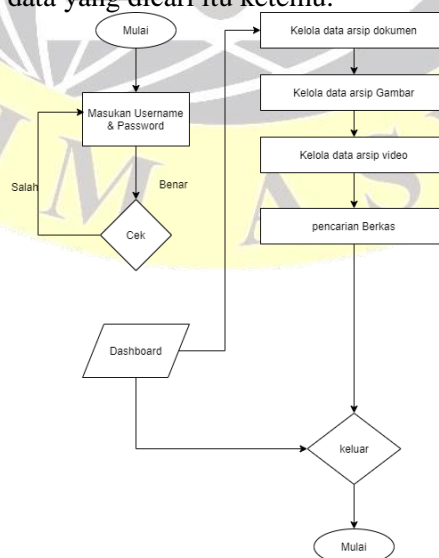 data yang dicari itu ketemu.
Mulai
Masukan Username
& Password
Salah
Benar
Cek
Dashboard
Kelola data arsip dokumen
Kelola data arsip Gambar
Kelola data arsip video
pencarian Berkas
keluar
Mulai